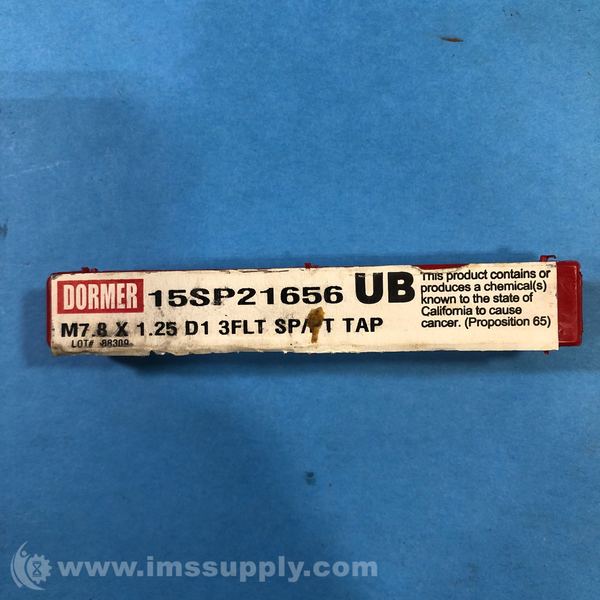 DORMER 15SP21656 UB
M7.8 X 1.25 D1 3FLT TAP
LOT#
This product contains or
produces a chemical(s)
known to the state of
California to cause
cancer. (Proposition 65)
© www.imssupply.com